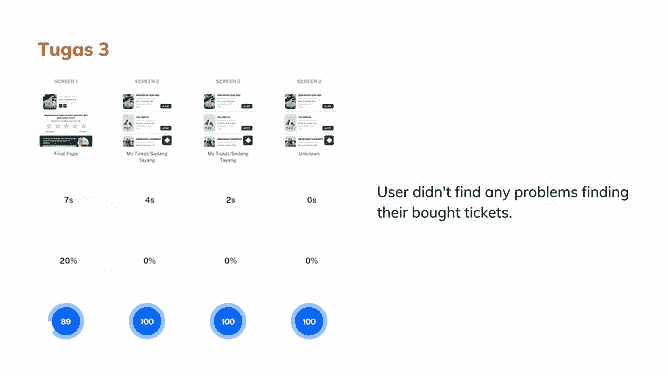 Tugas 3
SCREEN 1
SCREEN 2
SCREEN 2
SCREEN 3
Final Page
My Ticket/Sedang
Tayang
My Ticket/Sedang
Tayang
Unknown
7s
4s
2s
0s
20%
0%
0%
0%
89
100
100
100
User didn't find any problems finding
their bought tickets.